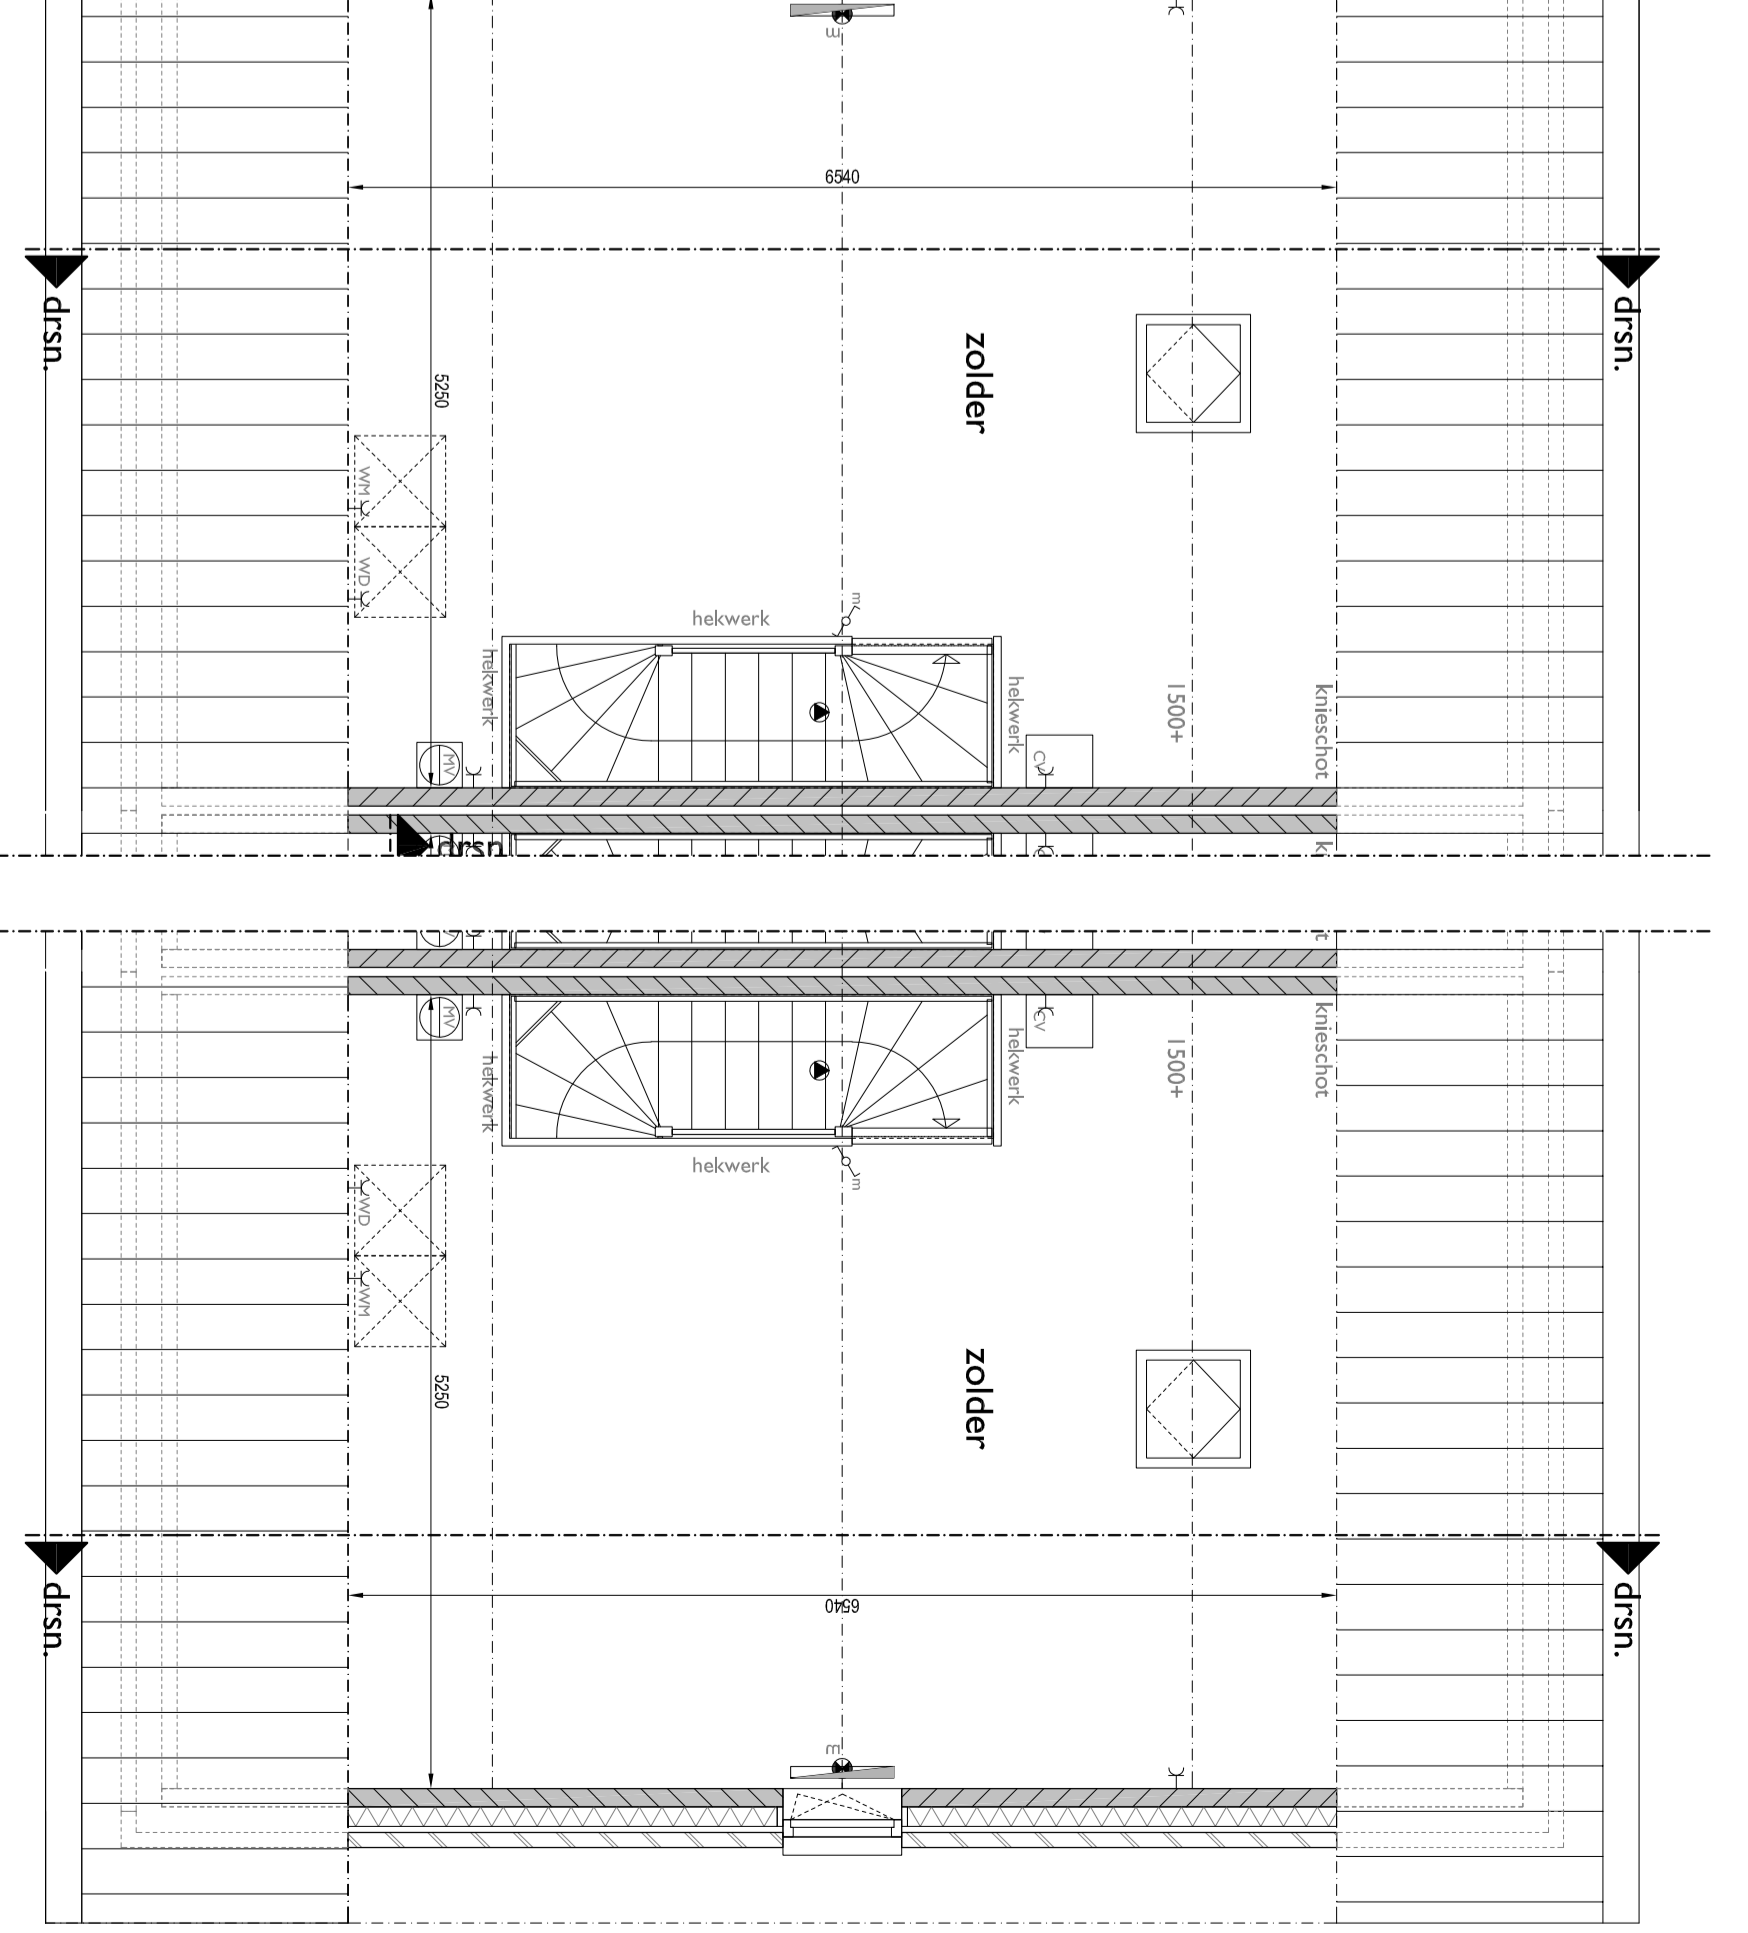 m
6540
drsn.
drsn.
zolder
5250
WM
WD
m
hekwerk
hekwerk
hekwerk
1500+
knieschot
MV
CV
drsn
MV
CV
knieschot
hekwerk
hekwerk
1500+
hekwerk
m
WD
WM
zolder
5250
drsn.
drsn.
6540
m